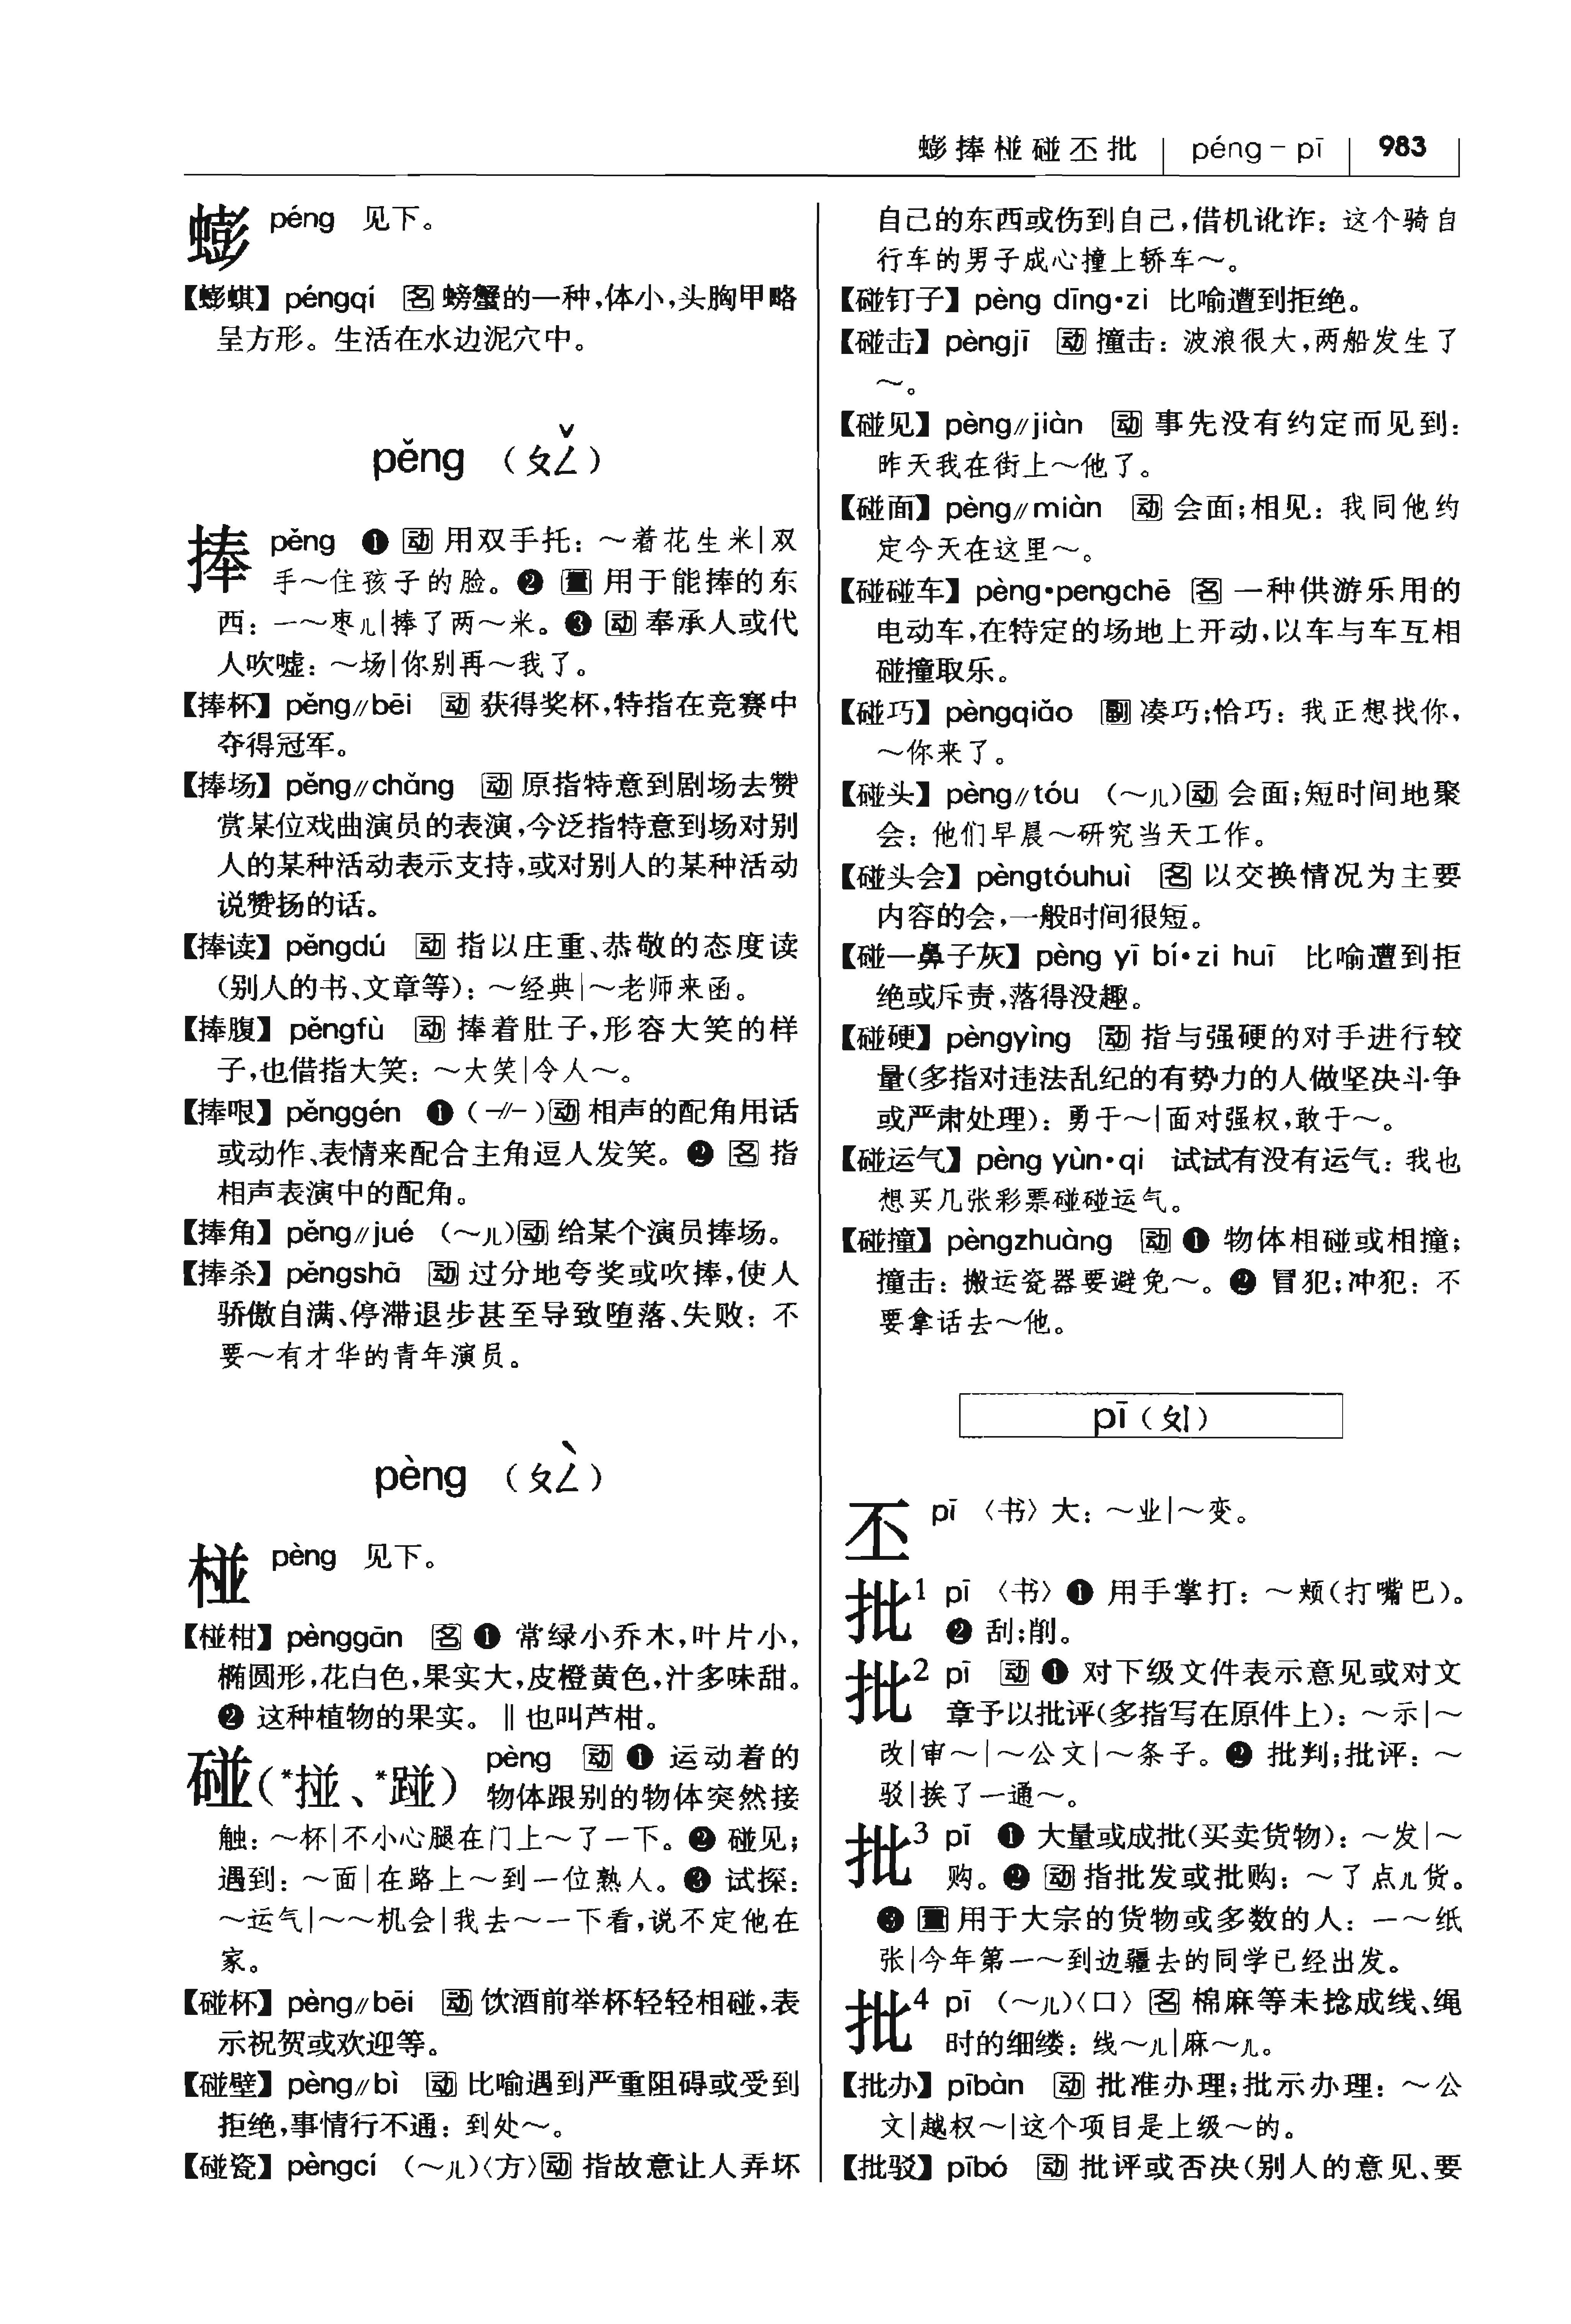 蟛捧椪碰丕批 | péng – pī | 983
蟛 péng 见下。
【蟛蜞】 péngqí 名 螃蟹的一种,体小,头胸甲略
呈方形。生活在水边泥穴中。
pěng (ㄆㄥˇ)
捧 pěng ❶ 动 用双手托：～着花生米|双
手～住孩子的脸。❷ 量 用于能捧的东
西：一～枣儿|捧了两～米。❸ 动 奉承人或代
人吹嘘：～场|你别再～我了。
【捧杯】 pěng∥bēi 动 获得奖杯,特指在竞赛中
夺得冠军。
【捧场】 pěng∥chǎng 动 原指特意到剧场去赞
赏某位戏曲演员的表演,今泛指特意到场对别
人的某种活动表示支持,或对别人的某种活动
说赞扬的话。
【捧读】 pěngdú 动 指以庄重、恭敬的态度读
(别人的书、文章等)：～经典|～老师来函。
【捧腹】 pěngfù 动 捧着肚子,形容大笑的样
子,也借指大笑：～大笑|令人～。
【捧哏】 pěnggén ❶ (-∥-)动 相声的配角用话
或动作、表情来配合主角逗人发笑。❷ 名 指
相声表演中的配角。
【捧角】 pěng∥jué (～儿)动 给某个演员捧场。
【捧杀】 pěngshā 动 过分地夸奖或吹捧,使人
骄傲自满、停滞退步甚至导致堕落、失败：不
要～有才华的青年演员。
pèng (ㄆㄥˋ)
椪 pèng 见下。
【椪柑】 pènggān 名 ❶ 常绿小乔木,叶片小,
椭圆形,花白色,果实大,皮橙黄色,汁多味甜。
❷ 这种植物的果实。‖也叫芦柑。
碰(*掽、*踫) pèng 动 ❶ 运动着的
物体跟别的物体突然接
触：～杯|不小心腿在门上～了一下。❷ 碰见;
遇到：～面|在路上～到一位熟人。❸ 试探：
～运气|～～机会|我去～一下看,说不定他在
家。
【碰杯】 pèng∥bēi 动 饮酒前举杯轻轻相碰,表
示祝贺或欢迎等。
【碰壁】 pèng∥bì 动 比喻遇到严重阻碍或受到
拒绝,事情行不通：到处～。
【碰瓷】 pèngcí (～儿)〈方〉动 指故意让人弄坏
自己的东西或伤到自己,借机讹诈：这个骑自
行车的男子成心撞上轿车～。
【碰钉子】 pèng dīng·zi 比喻遭到拒绝。
【碰击】 pèngjī 动 撞击：波浪很大,两船发生了
～。
【碰见】 pèng∥jiàn 动 事先没有约定而见到：
昨天我在街上～他了。
【碰面】 pèng∥miàn 动 会面;相见：我同他约
定今天在这里～。
【碰碰车】 pèng·pengchē 名 一种供游乐用的
电动车,在特定的场地上开动,以车与车互相
碰撞取乐。
【碰巧】 pèngqiǎo 副 凑巧;恰巧：我正想找你,
～你来了。
【碰头】 pèng∥tóu (～儿)动 会面;短时间地聚
会：他们早晨～研究当天工作。
【碰头会】 pèngtóuhuì 名 以交换情况为主要
内容的会,一般时间很短。
【碰一鼻子灰】 pèng yī bí·zi huī 比喻遭到拒
绝或斥责,落得没趣。
【碰硬】 pèngyìng 动 指与强硬的对手进行较
量(多指对违法乱纪的有势力的人做坚决斗争
或严肃处理)：勇于～|面对强权,敢于～。
【碰运气】 pèng yùn·qi 试试有没有运气：我也
想买几张彩票碰碰运气。
【碰撞】 pèngzhuàng 动 ❶ 物体相碰或相撞;
撞击：搬运瓷器要避免～。❷ 冒犯;冲犯：不
要拿话去～他。
pī (ㄆㄧ)
丕 pī 〈书〉大：～业|～变。
批1 pī 〈书〉❶ 用手掌打：～颊(打嘴巴)。
❷ 刮;削。
批2 pī 动 ❶ 对下级文件表示意见或对文
章予以批评(多指写在原件上)：～示|～
改|审～|～公文|～条子。❷ 批判;批评：～
驳|挨了一通～。
批3 pī ❶ 大量或成批(买卖货物)：～发|～
购。❷ 动 指批发或批购：～了点儿货。
❸ 量 用于大宗的货物或多数的人：一～纸
张|今年第一～到边疆去的同学已经出发。
批4 pī (～儿)〈口〉名 棉麻等未捻成线、绳
时的细缕：线～儿|麻～儿。
【批办】 pībàn 动 批准办理;批示办理：～公
文|越权～|这个项目是上级～的。
【批驳】 pībó 动 批评或否决(别人的意见、要